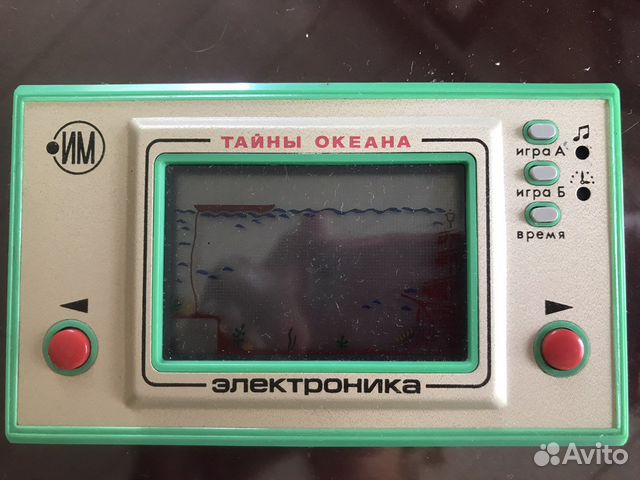 ИМ
ТАЙНЫ ОКЕАНА
игра А
игра Б
время
электроника
Avito